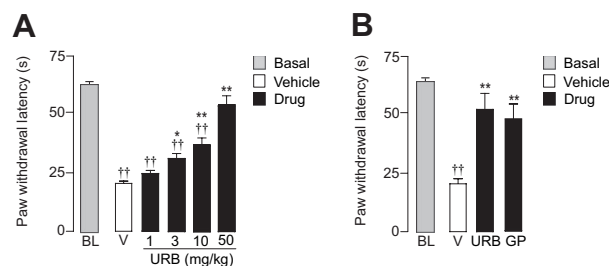 A
Paw withdrawal latency (s)
75
50
25
0
††
††
*
††
**
††
**
BL
V
1
3
10
50
URB (mg/kg)
Basal
Vehicle
Drug
B
Paw withdrawal latency (s)
75
50
25
0
††
**
**
BL
V
URB
GP
Basal
Vehicle
Drug